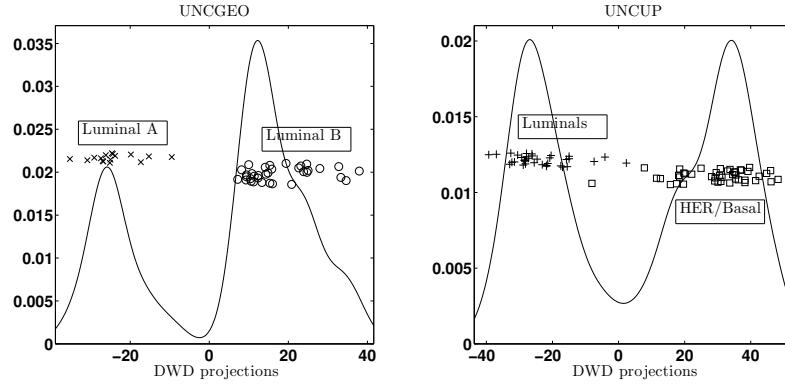 UNCGEO
0.035
0.03
0.025
0.02
0.015
0.01
0.005
0
Luminal A
Luminal B
−20
0
20
40
DWD projections
UNCUP
0.02
0.015
0.01
0.005
0
Luminals
HER/Basal
−40
−20
0
20
40
DWD projections